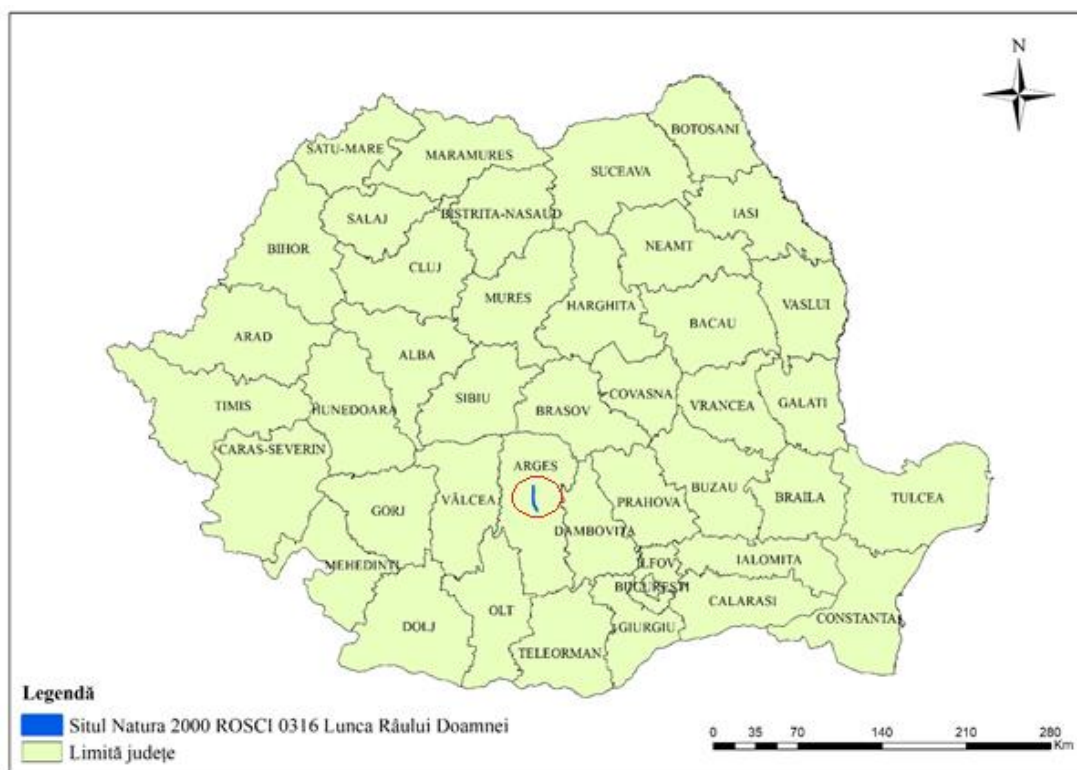 N
BOTOSANI
SATU-MARE
MARAMURES
SUCEAVA
SALAJ
BISTRITA-NASAUD
IASI
BIHOR
NEAMT
CLUJ
MURES
HARGHITA
VASLUI
BACAU
ARAD
ALBA
SIBIU
COVASNA
TIMIS
HUNEDOARA
BRASOV
VRANCEA
GALATI
CARAS-SEVERIN
ARGES
BUZAU
VÂLCEA
PRAHOVA
BRAILA
TULCEA
GORJ
DAMBOVITA
MEHEDINTI
ILFOV
IALOMITA
BUCURESTI
CALARASI
OLT
CONSTANTA
DOLJ
GIURGIU
TELEORMAN
Legendă
Situl Natura 2000 ROSCI 0316 Lunca Râului Doamnei
Limită județe
0 35 70 140 210 280
Km